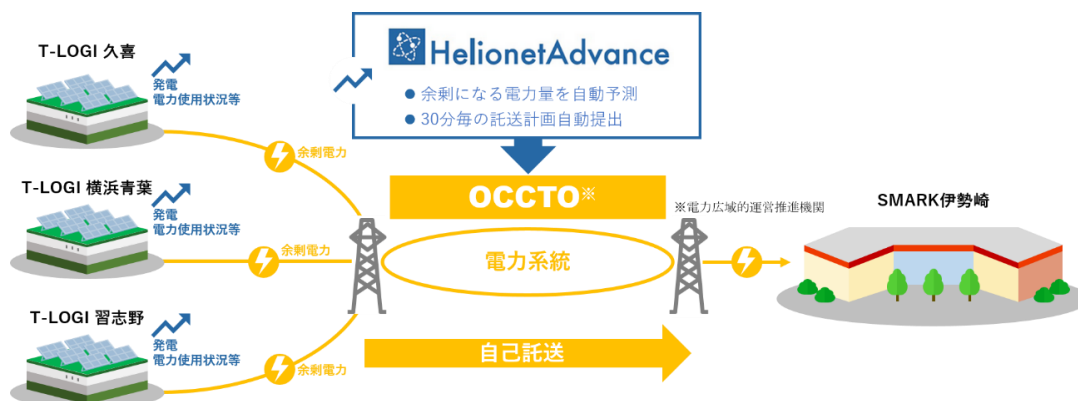 T-LOGI 久喜
発電
電力使用状況等
余剰電力
HelionetAdvance
● 余剰になる電力量を自動予測
● 30分毎の託送計画自動提出
T-LOGI 横浜青葉
発電
電力使用状況等
余剰電力
OCCTO※
※電力広域的運営推進機関
電力系統
SMARK伊勢崎
T-LOGI 習志野
発電
電力使用状況等
余剰電力
自己託送